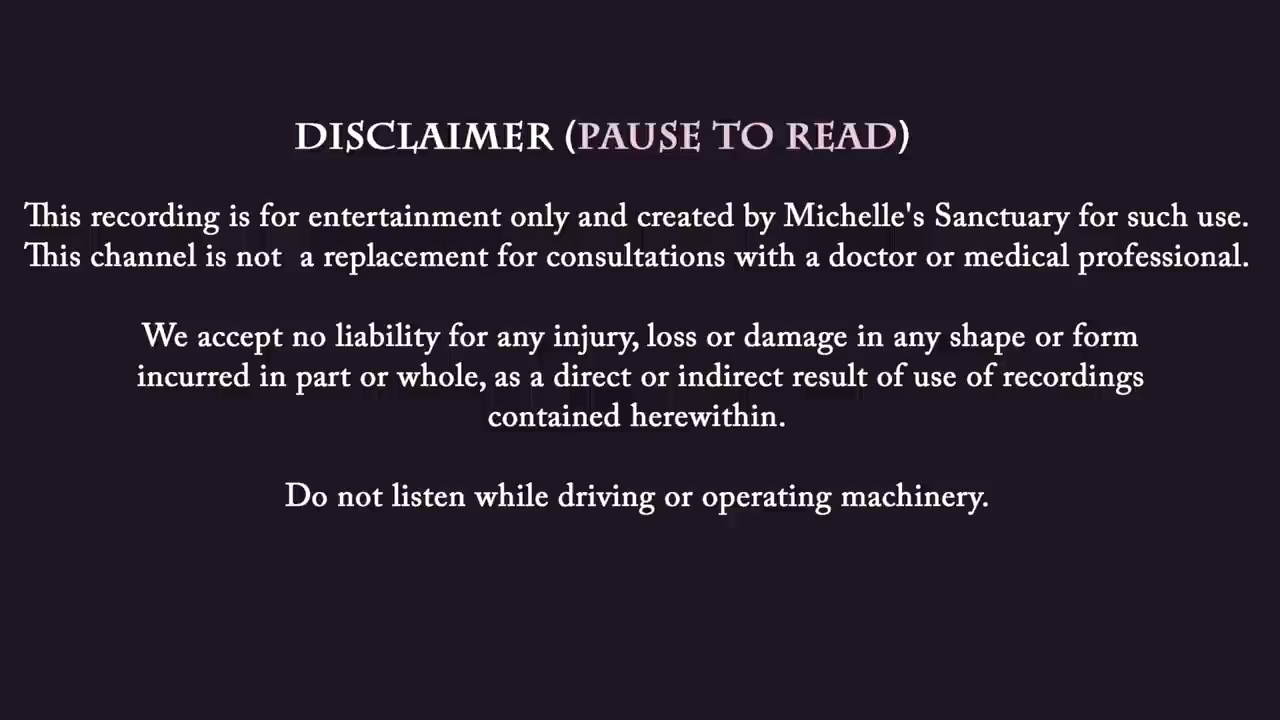 DISCLAIMER (PAUSE TO READ)
This recording is for entertainment only and created by Michelle's Sanctuary for such use.
This channel is not  a replacement for consultations with a doctor or medical professional.
We accept no liability for any injury, loss or damage in any shape or form
incurred in part or whole, as a direct or indirect result of use of recordings
contained herewithin.
Do not listen while driving or operating machinery.